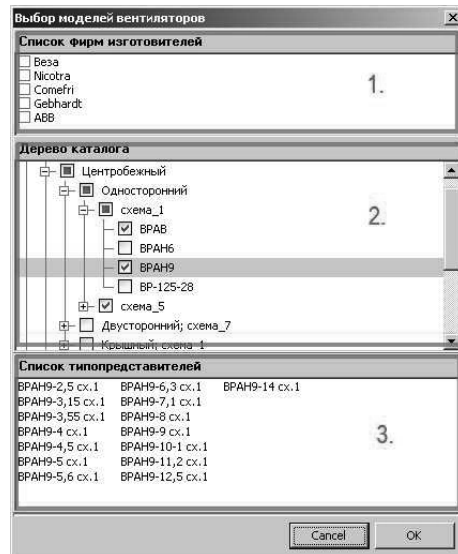 Выбор моделей вентиляторов
Список фирм изготовителей
Веза
Nicotra
Comefri
Gebhardt
ABB
1.
Дерево каталога
Центробежный
Односторонний
схема_1
ВРАВ
ВРАН6
ВРАН9
ВР-125-28
схема_5
Двусторонний; схема_7
Крышный; схема_1
2.
Список типопредставителей
ВРАН9-2,5 сх.1 ВРАН9-6,3 сх.1 ВРАН9-14 сх.1
ВРАН9-3,15 сх.1 ВРАН9-7,1 сх.1
ВРАН9-3,55 сх.1 ВРАН9-8 сх.1
ВРАН9-4 сх.1 ВРАН9-9 сх.1
ВРАН9-4,5 сх.1 ВРАН9-10-1 сх.1
ВРАН9-5 сх.1 ВРАН9-11,2 сх.1
ВРАН9-5,6 сх.1 ВРАН9-12,5 сх.1
3.
Cancel OK